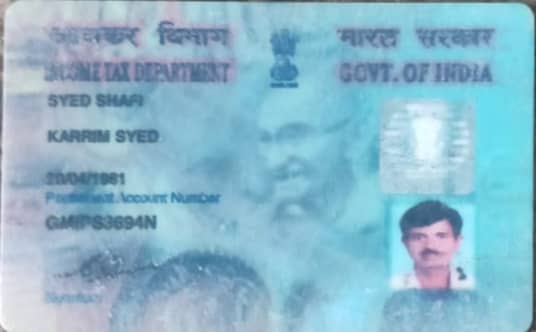 आयकर विभाग
भारत सरकार
INCOME TAX DEPARTMENT
GOVT. OF INDIA
SYED SHAFI
KARRIM SYED
20/04/1981
Permanent Account Number
Signature